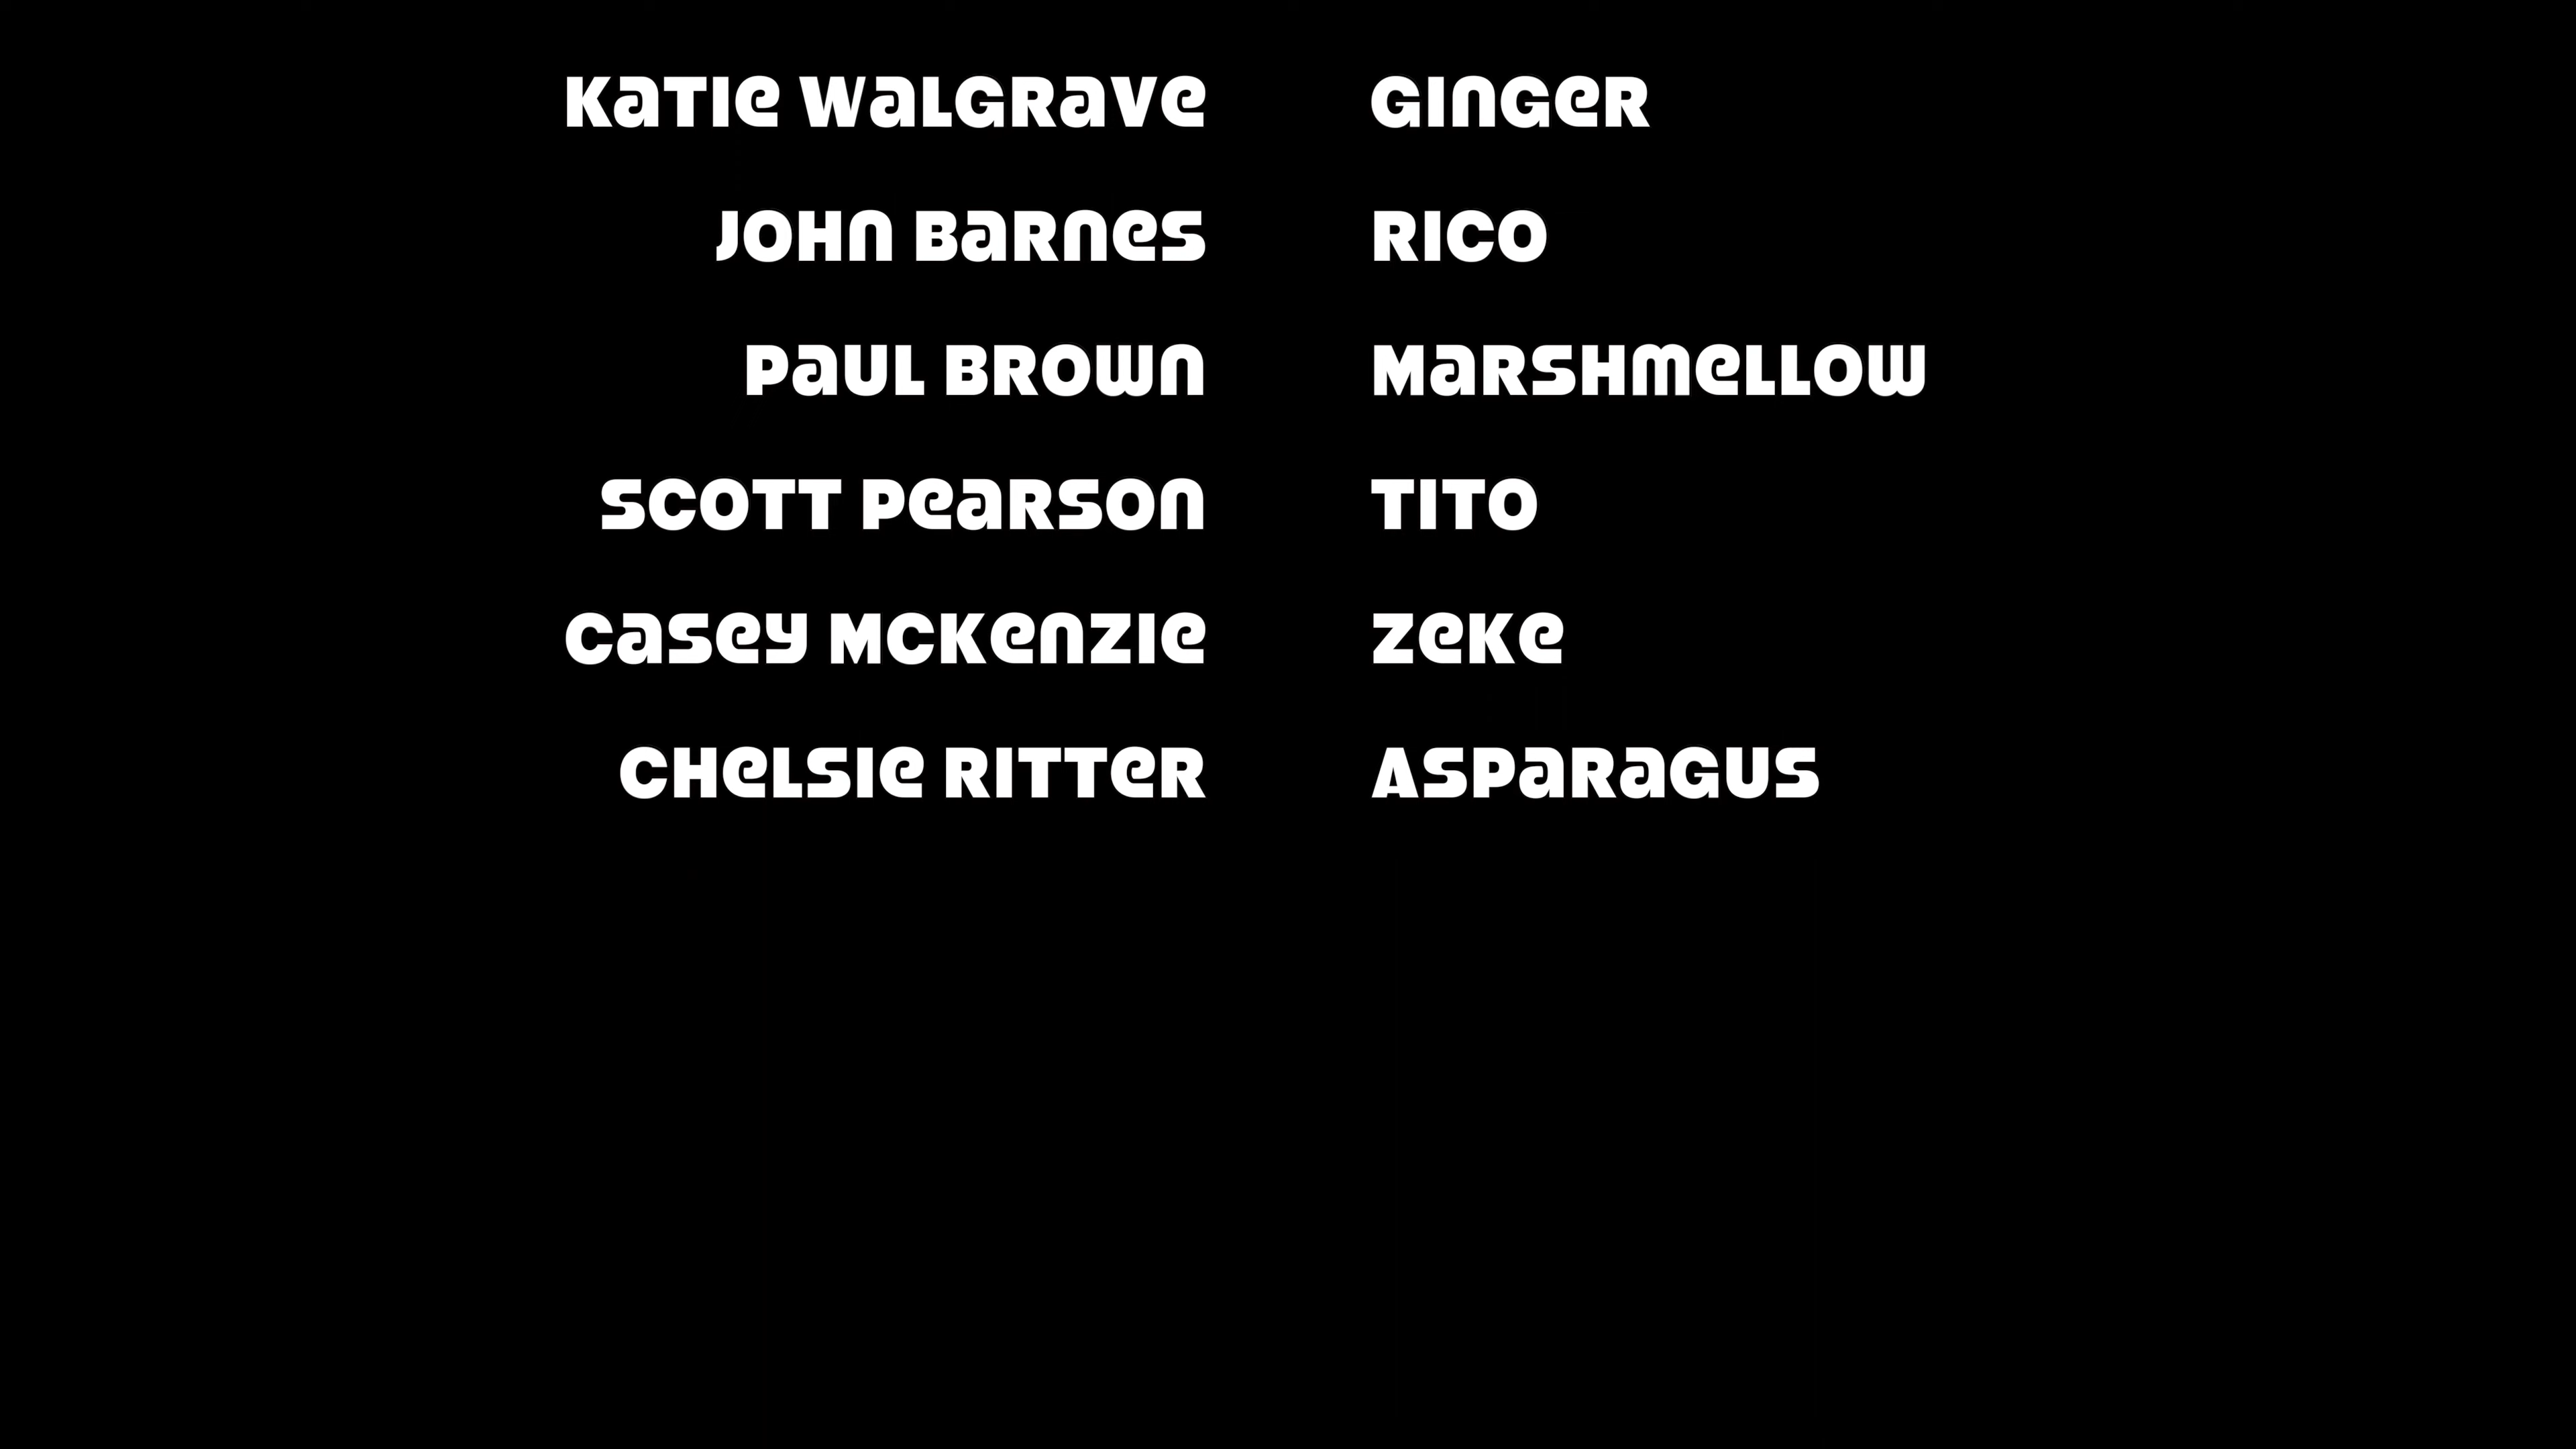 Katie Walgrave Ginger
John Barnes Rico
Paul Brown Marshmellow
Scott Pearson Tito
Casey McKenzie Zeke
Chelsie Ritter Asparagus